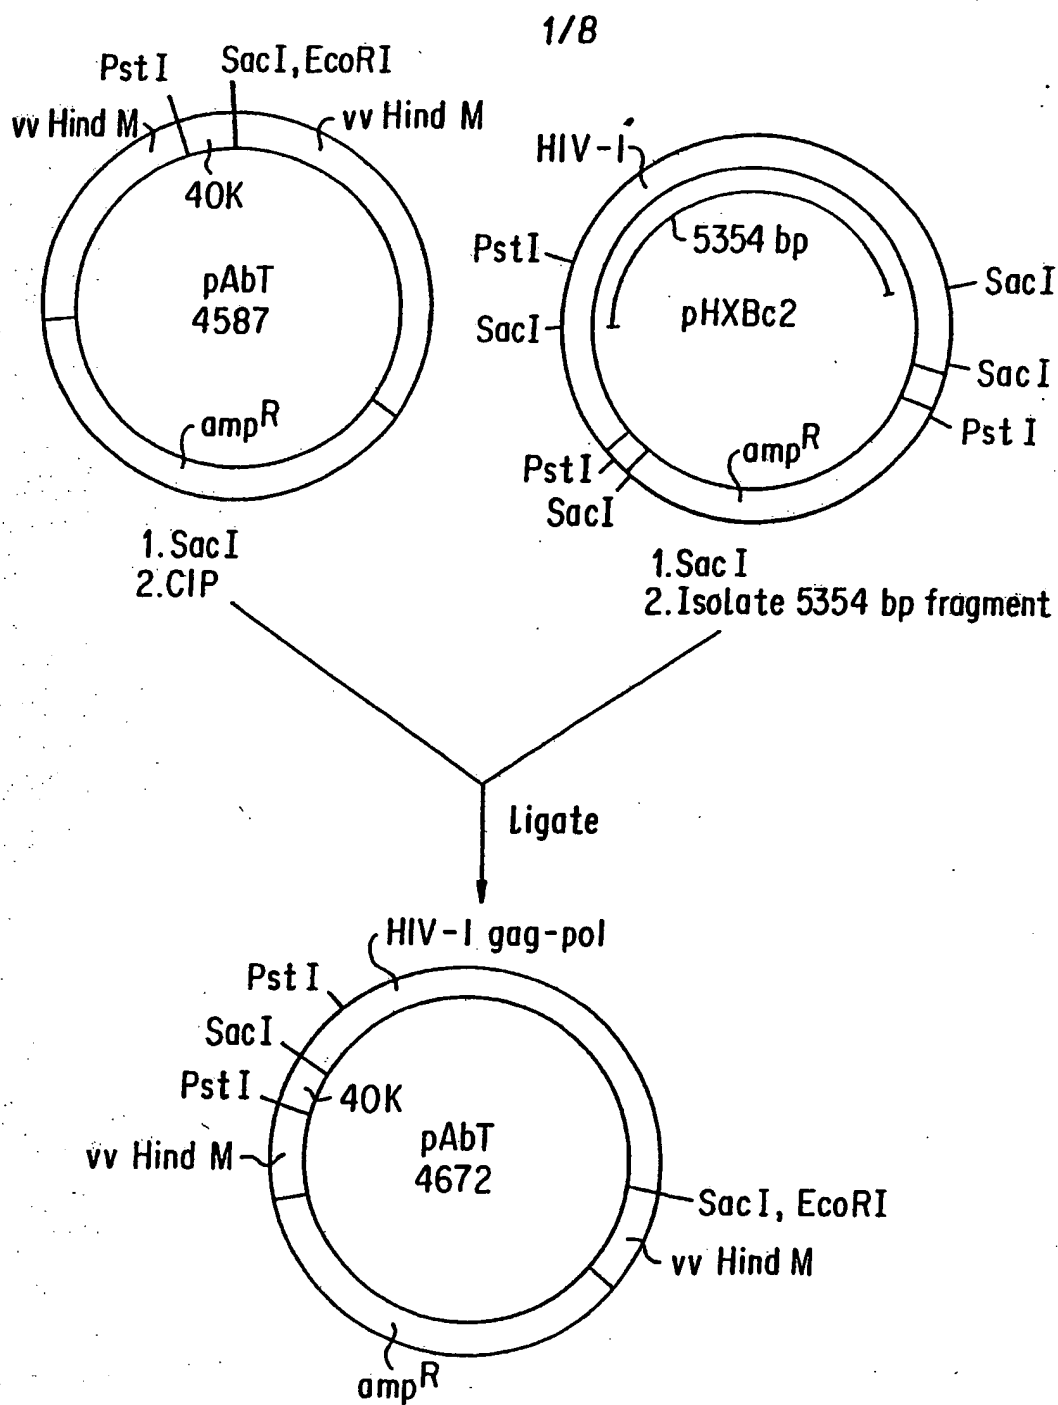 1/8
PstI
SacI, EcoRI
vv Hind M
vv Hind M
40K
pAbT
4587
ampR
1. SacI
2. CIP
HIV-I
5354 bp
PstI
SacI
pHXBc2
SacI
SacI
PstI
ampR
PstI
SacI
1. SacI
2. Isolate 5354 bp fragment
Ligate
HIV-I gag-pol
PstI
SacI
PstI
40K
vv Hind M
pAbT
4672
SacI, EcoRI
vv Hind M
ampR